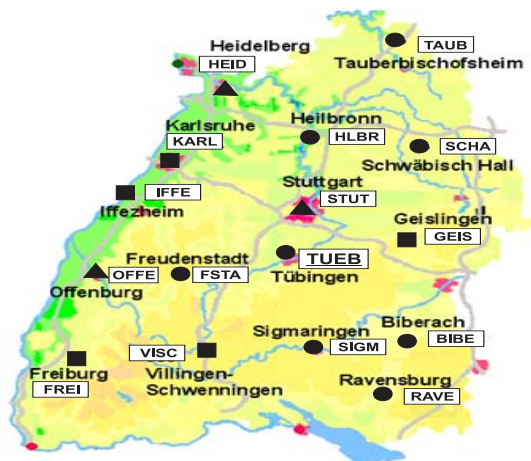 Heidelberg
HEID
TAUB
Tauberbischofsheim
Heilbronn
HLBR
Karlsruhe
KARL
SCHA
Schwäbisch Hall
Stuttgart
STUT
IFFE
Iffezheim
Geislingen
GEIS
Freudenstadt
FSTA
TUEB
Tübingen
OFFE
Offenburg
Sigmaringen
SIGM
Biberach
BIBE
VISC
Villingen-
Schwenningen
Freiburg
FREI
Ravensburg
RAVE